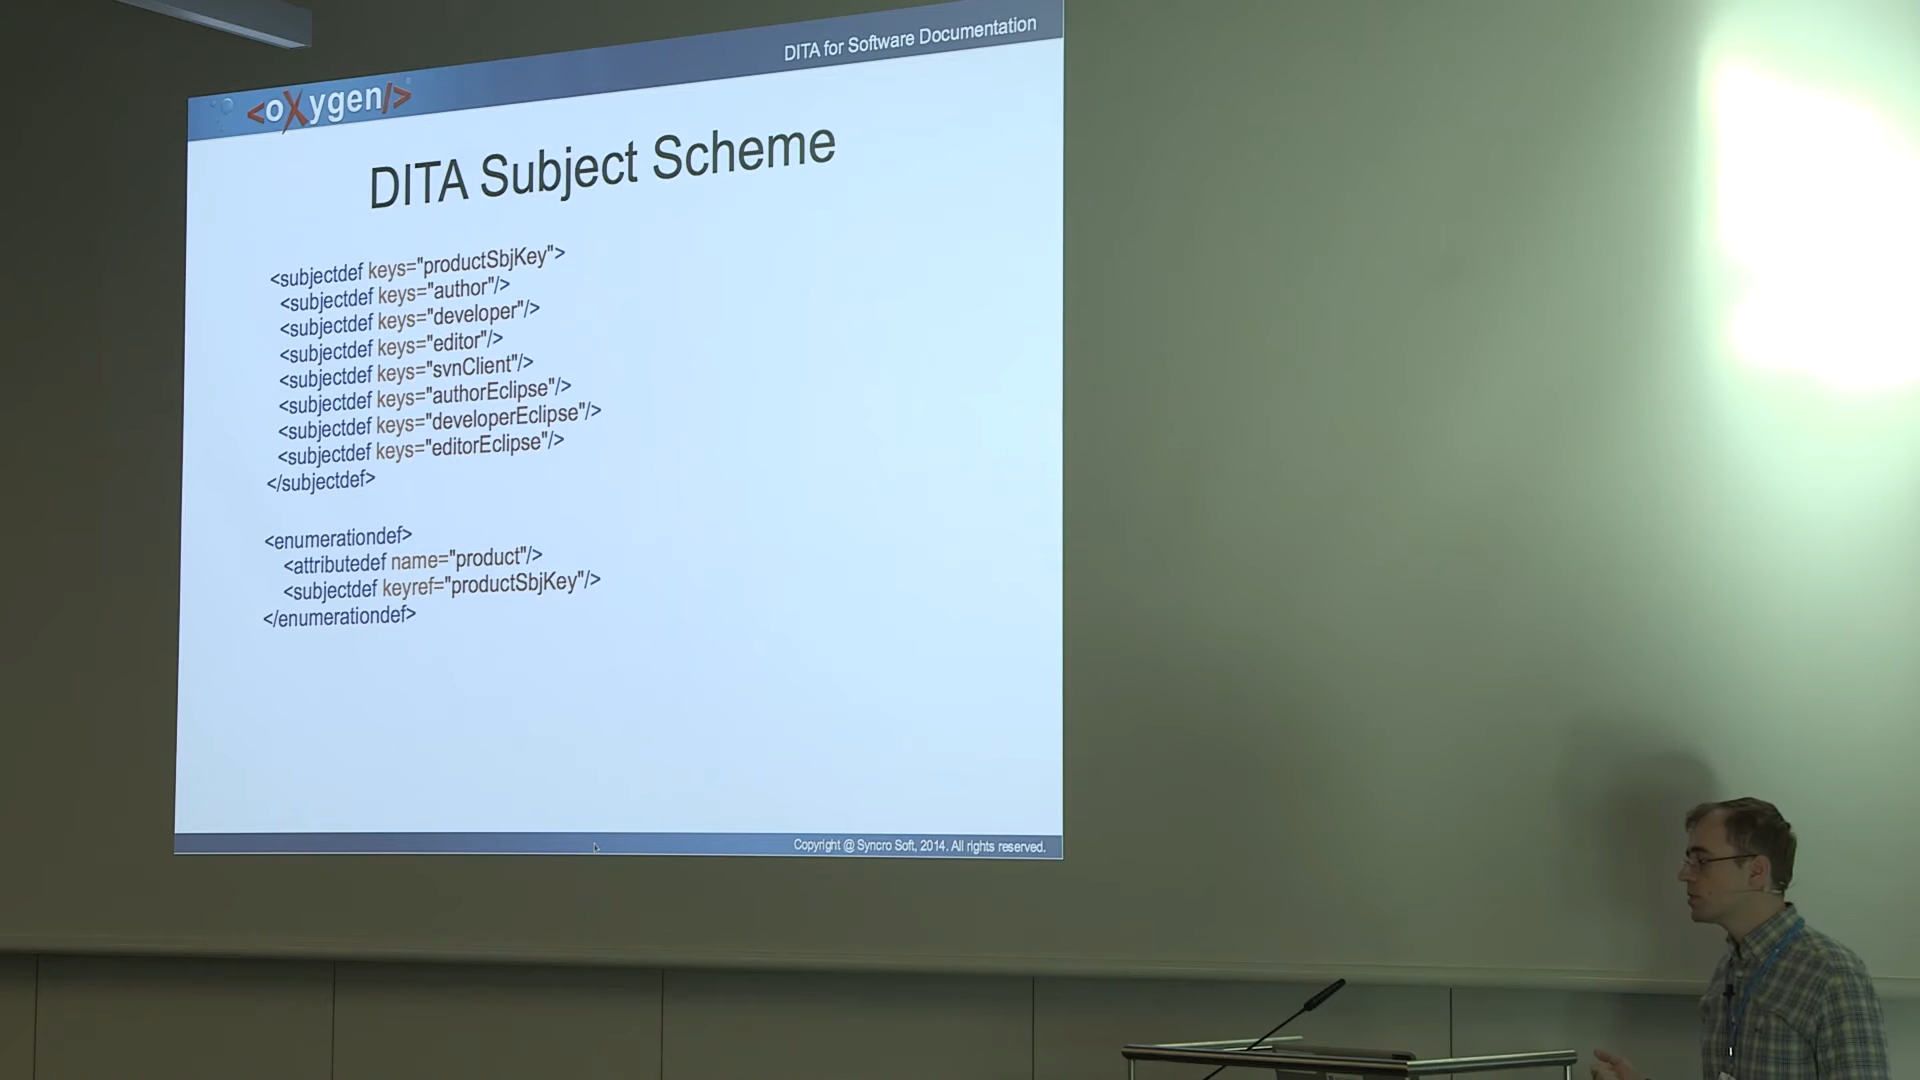 DITA for Software Documentation
<oXygen/>
DITA Subject Scheme
<subjectdef keys="productSbjKey">
<subjectdef keys="author"/>
<subjectdef keys="developer"/>
<subjectdef keys="editor"/>
<subjectdef keys="svnClient"/>
<subjectdef keys="authorEclipse"/>
<subjectdef keys="developerEclipse"/>
<subjectdef keys="editorEclipse"/>
</subjectdef>
<enumerationdef>
<attributedef name="product"/>
<subjectdef keyref="productSbjKey"/>
</enumerationdef>
Copyright @ Syncro Soft, 2014. All rights reserved.